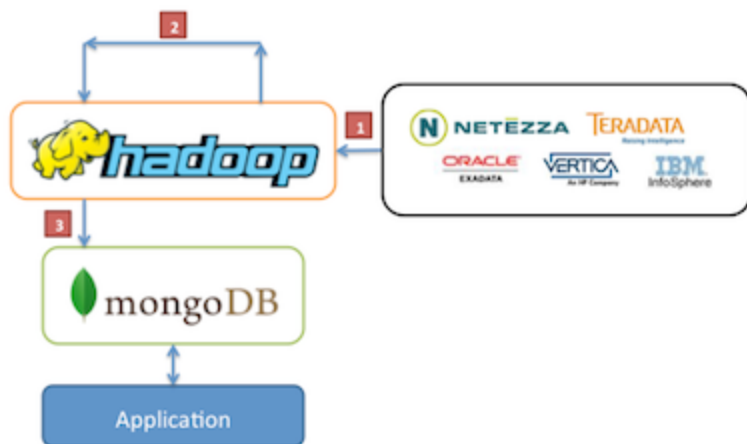 2
hadoop
1
N NETEZZA
TERADATA
Raising Intelligence
ORACLE
EXADATA
VERTICA
An HP Company
IBM
InfoSphere
3
mongoDB
Application